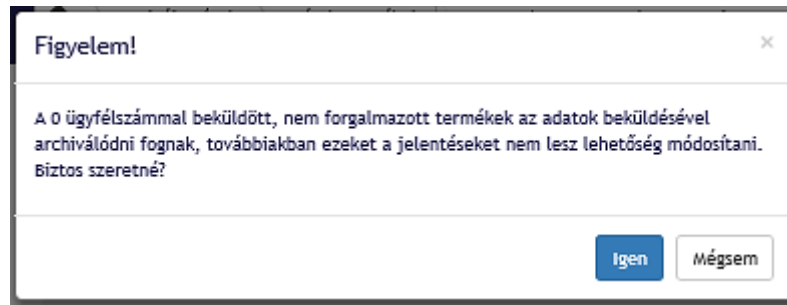 Figyelem!
×
A 0 ügyfélszámmal beküldött, nem forgalmazott termékek az adatok beküldésével
archiválódni fognak, továbbiakban ezeket a jelentéseket nem lesz lehetőség módosítani.
Biztos szeretné?
Igen Mégsem